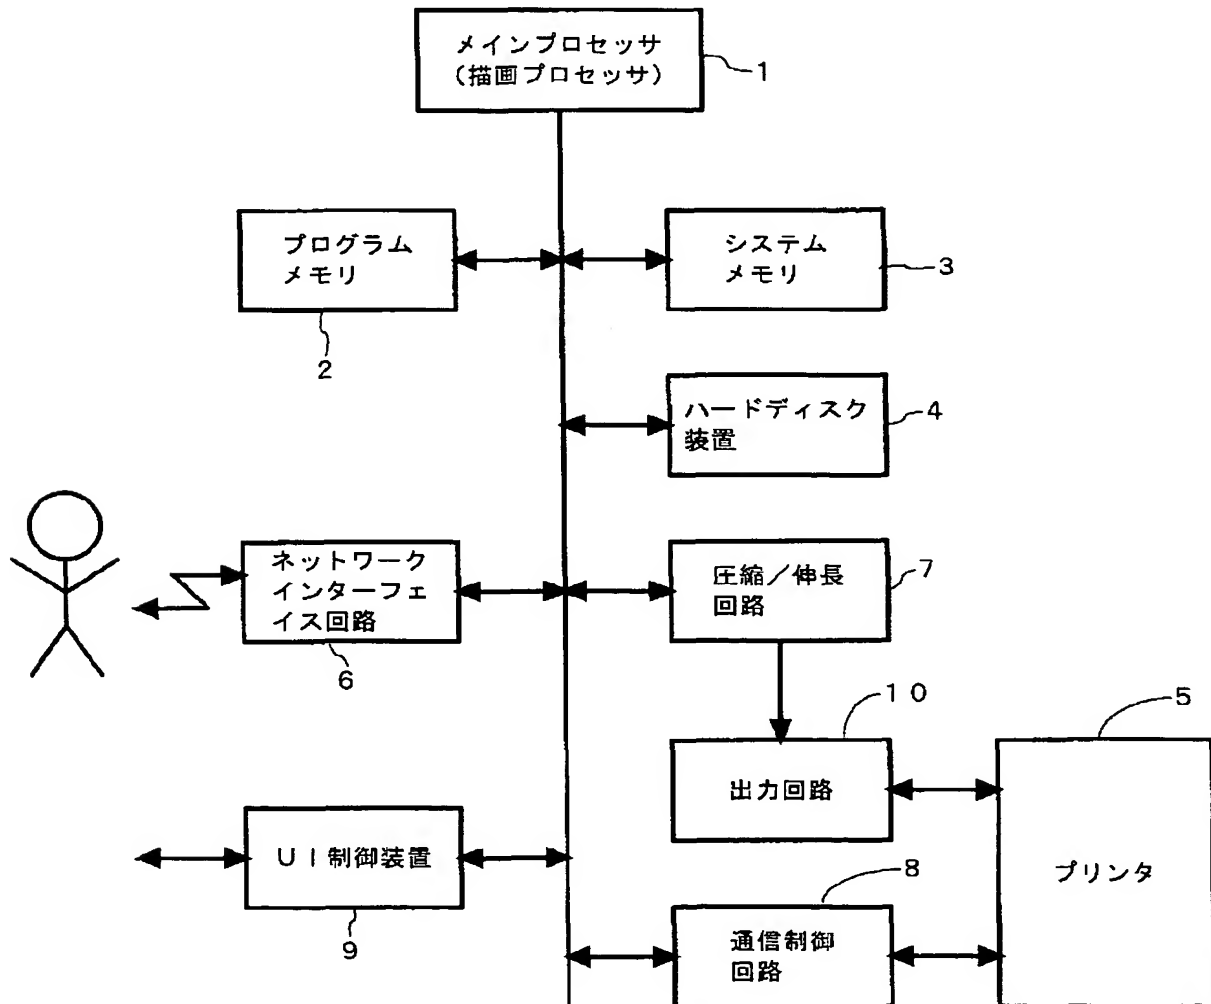 メインプロセッサ
(描画プロセッサ)
1
プログラム
メモリ
2
システム
メモリ
3
ハードディスク
装置
4
ネットワーク
インターフェ
イス回路
6
圧縮／伸長
回路
7
10
出力回路
5
プリンタ
UI制御装置
9
8
通信制御
回路